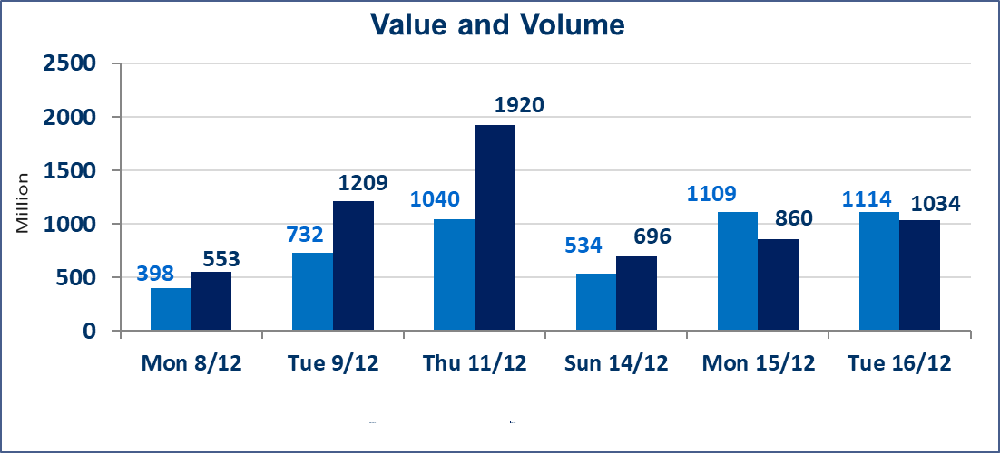 Value and Volume
2500
2000
1500
1000
500
0
Million
398
553
732
1209
1040
1920
534
696
1109
860
1114
1034
Mon 8/12
Tue 9/12
Thu 11/12
Sun 14/12
Mon 15/12
Tue 16/12